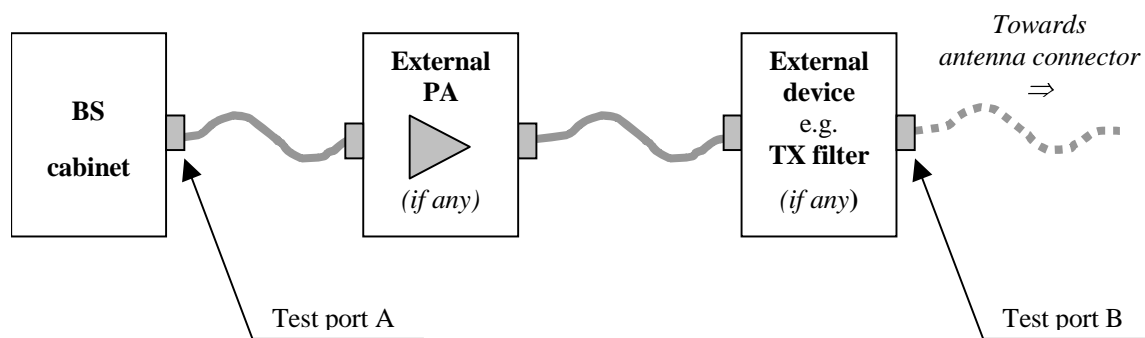 BS
cabinet
External
PA
(if any)
External
device
e.g.
TX filter
(if any)
Towards
antenna connector
⇒
Test port A
Test port B